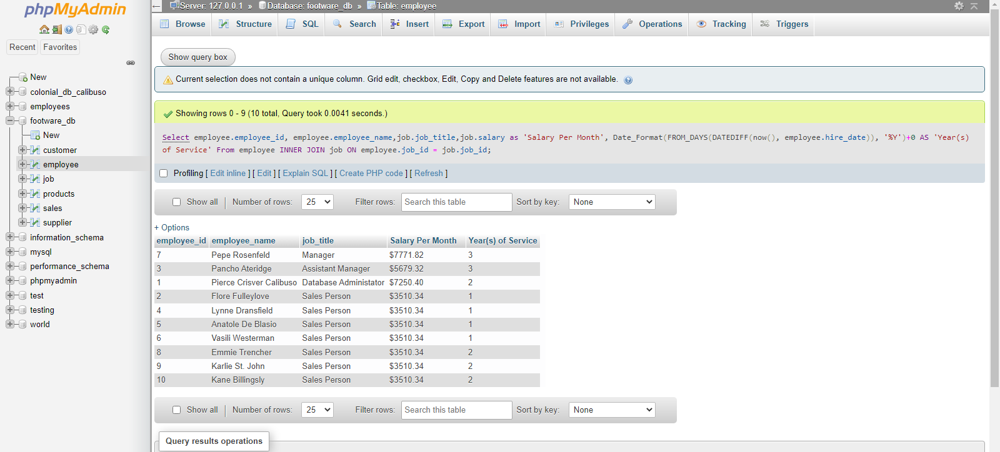 phpMyAdmin
Recent Favorites
New
colonial_db_calibuso
employees
footware_db
New
customer
employee
job
products
sales
supplier
information_schema
mysql
performance_schema
phpmyadmin
test
testing
world
Server: 127.0.0.1 » Database: footware_db » Table: employee
Browse Structure SQL Search Insert Export Import Privileges Operations Tracking Triggers
Show query box
Current selection does not contain a unique column. Grid edit, checkbox, Edit, Copy and Delete features are not available.
Showing rows 0 - 9 (10 total, Query took 0.0041 seconds.)
Select employee.employee_id, employee.employee_name,job.job_title,job.salary as 'Salary Per Month', Date_Format(FROM_DAYS(DATEDIFF(now(), employee.hire_date)), '%Y')+0 AS 'Year(s)
of Service' From employee INNER JOIN job ON employee.job_id = job.job_id;
Profiling [ Edit inline ] [ Edit ] [ Explain SQL ] [ Create PHP code ] [ Refresh ]
Show all | Number of rows: 25 Filter rows: Search this table Sort by key: None
+ Options
employee_id employee_name job_title Salary Per Month Year(s) of Service
7 Pepe Rosenfeld Manager $7771.82 3
3 Pancho Ateridge Assistant Manager $5679.32 3
1 Pierce Crisver Calibuso Database Administator $7250.40 2
2 Flore Fulleylove Sales Person $3510.34 1
4 Lynne Dransfield Sales Person $3510.34 1
5 Anatole De Blasio Sales Person $3510.34 1
6 Vasili Westerman Sales Person $3510.34 1
8 Emmie Trencher Sales Person $3510.34 2
9 Karlie St. John Sales Person $3510.34 2
10 Kane Billingsly Sales Person $3510.34 2
Show all | Number of rows: 25 Filter rows: Search this table Sort by key: None
Query results operations